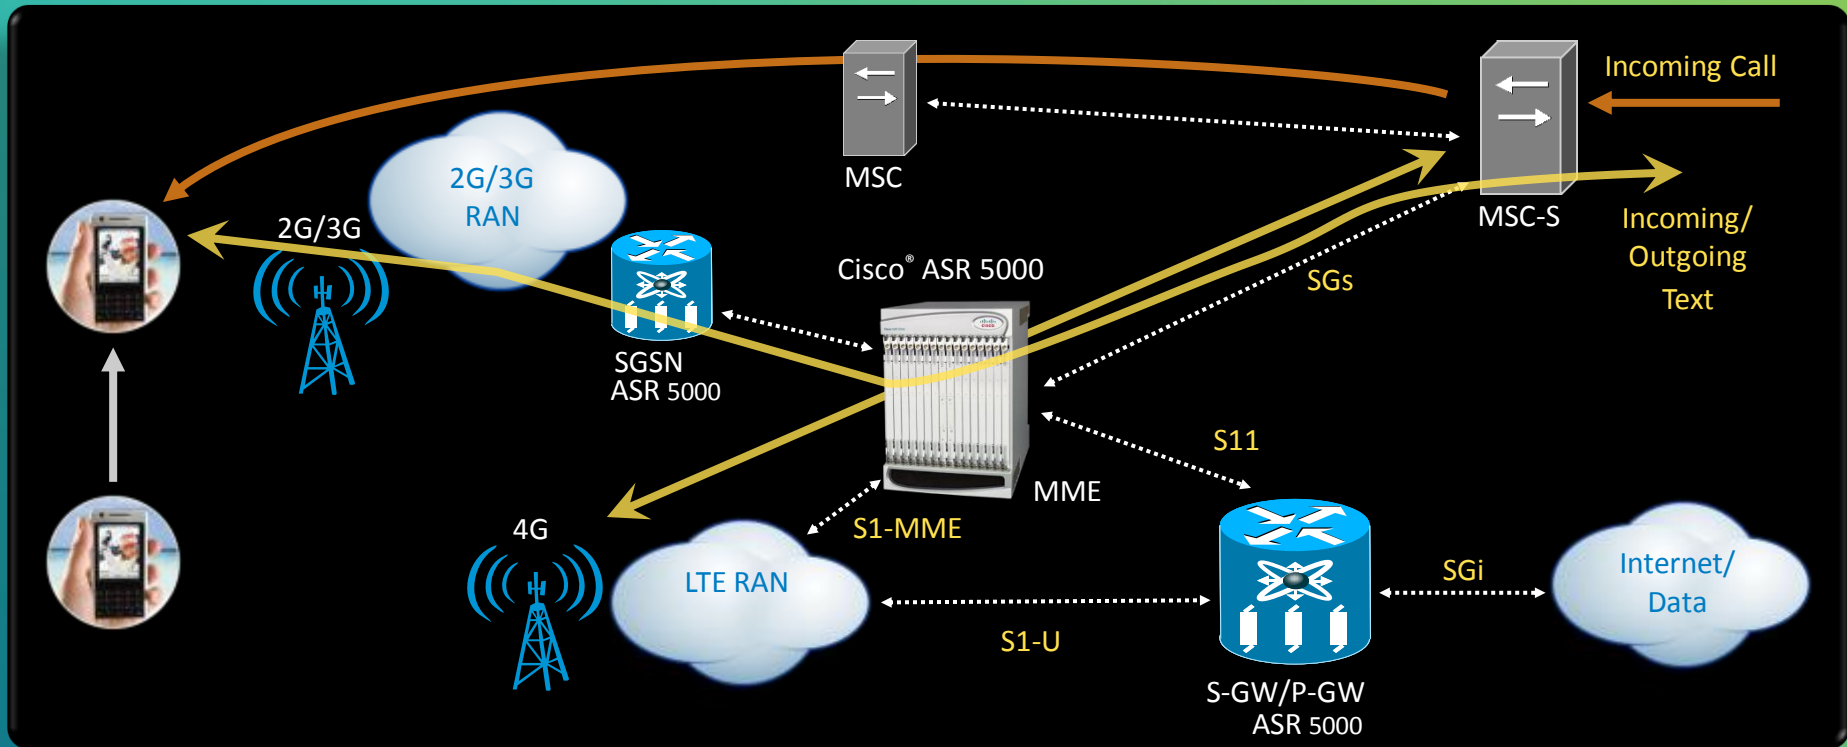 Incoming Call
MSC
MSC-S
2G/3G
RAN
2G/3G
Incoming/
Outgoing
Text
Cisco® ASR 5000
SGs
SGSN
ASR 5000
S11
MME
S1-MME
4G
LTE RAN
S1-U
SGi
Internet/
Data
S-GW/P-GW
ASR 5000